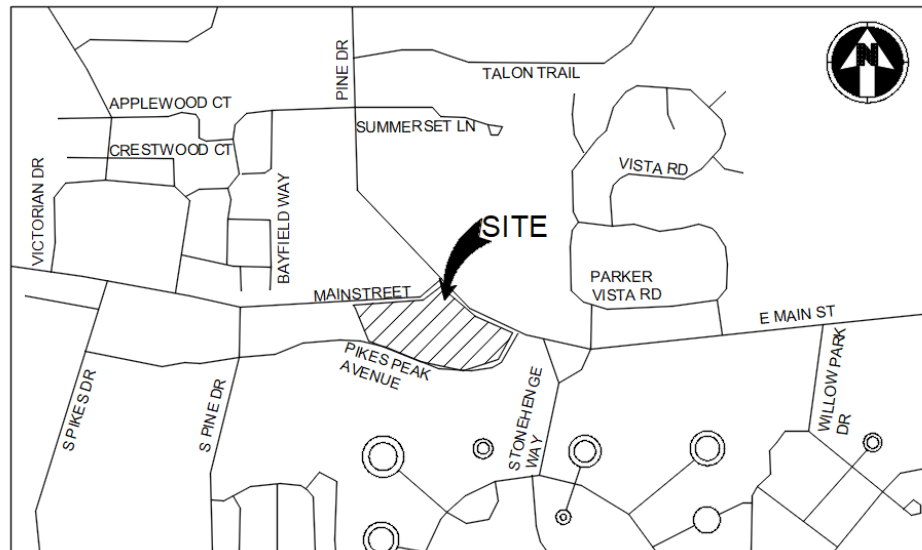 PINE DR
TALON TRAIL
N
APPLEWOOD CT
SUMMERSET LN
CRESTWOOD CT
VISTA RD
VICTORIAN DR
BAYFIELD WAY
SITE
PARKER
VISTA RD
MAINSTREET
E MAIN ST
PIKES PEAK
AVENUE
S PIKES DR
S PINE DR
STONEHENGE
WAY
WILLOW PARK
DR